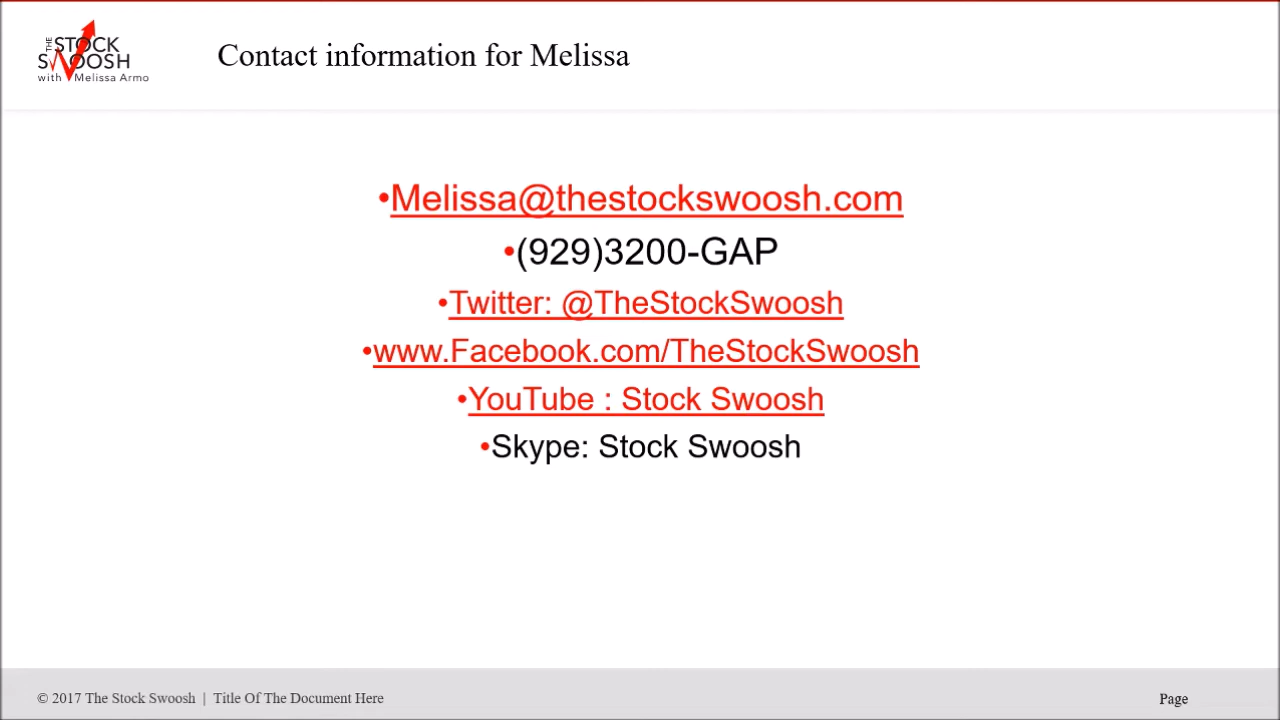 THE STOCK
SWOOSH
with Melissa Armo
Contact information for Melissa
•Melissa@thestockswoosh.com
•(929)3200-GAP
•Twitter: @TheStockSwoosh
•www.Facebook.com/TheStockSwoosh
•YouTube : Stock Swoosh
•Skype: Stock Swoosh
© 2017 The Stock Swoosh | Title Of The Document Here
Page